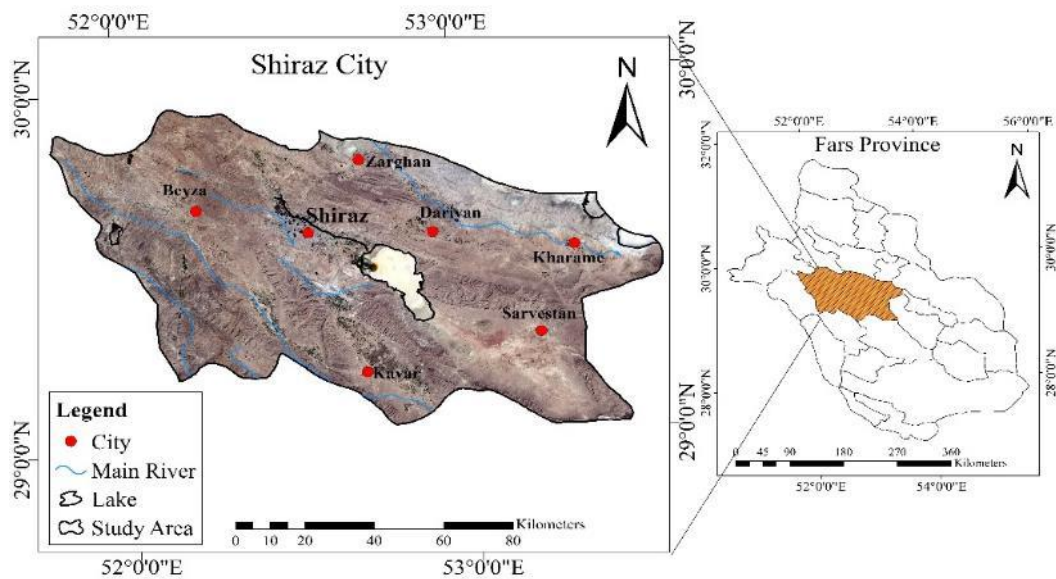 52°0'0"E
53°0'0"E
Shiraz City
N
30°0'0"N
30°0'0"N
Zarghan
Beyza
Shiraz
Dariyan
Kharame
Sarvestan
Kavar
Legend
City
Main River
Lake
Study Area
29°0'0"N
29°0'0"N
Kilometers
0 5 10 20 40 60 80
52°0'0"E
53°0'0"E
52°0'0"E
54°0'0"E
56°0'0"E
Fars Province
N
32°0'0"N
30°0'0"N
30°0'0"N
28°0'0"N
28°0'0"N
0 45 90 180 270 360
Kilometers
52°0'0"E
54°0'0"E